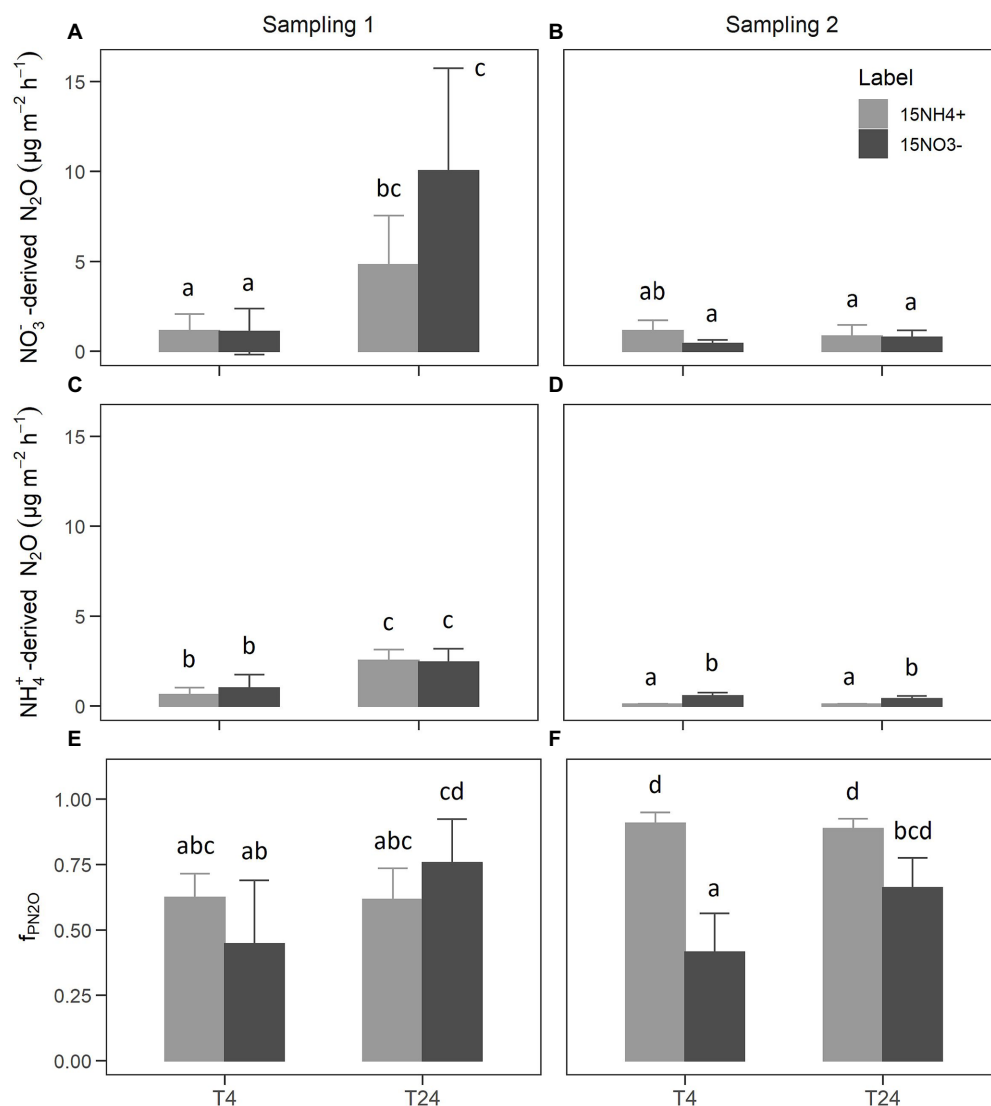 A Sampling 1 B Sampling 2
NO₃⁻-derived N₂O (µg m⁻² h⁻¹)
15
10
5
0
a a bc c
Label
15NH4+
15NO3-
ab a a a
C D
NH₄⁺-derived N₂O (µg m⁻² h⁻¹)
15
10
5
0
b b c c
a b a b
E F
fPN2O
1.00
0.75
0.50
0.25
0.00
abc ab abc cd
d a d bcd
T4 T24 T4 T24